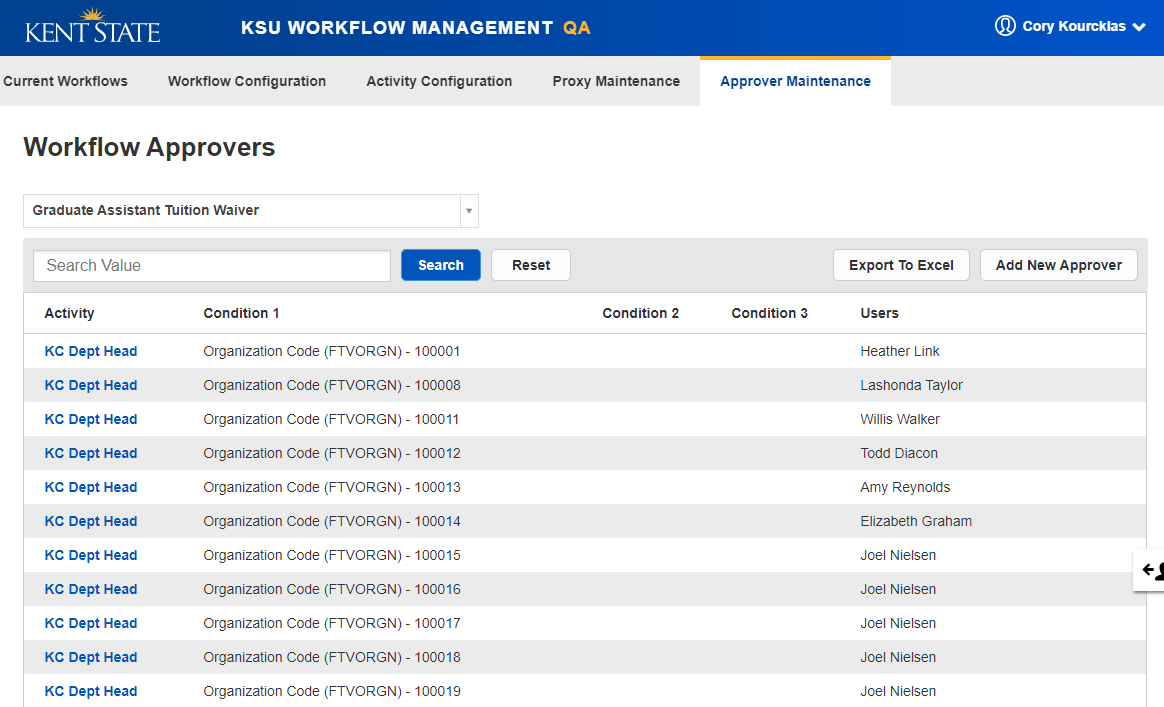 KENT STATE
KSU WORKFLOW MANAGEMENT QA
Cory Kourcklas
Current Workflows Workflow Configuration Activity Configuration Proxy Maintenance Approver Maintenance
Workflow Approvers
Graduate Assistant Tuition Waiver
Search Value Search Reset Export To Excel Add New Approver
Activity Condition 1 Condition 2 Condition 3 Users
KC Dept Head Organization Code (FTVORGN) - 100001 Heather Link
KC Dept Head Organization Code (FTVORGN) - 100008 Lashonda Taylor
KC Dept Head Organization Code (FTVORGN) - 100011 Willis Walker
KC Dept Head Organization Code (FTVORGN) - 100012 Todd Diacon
KC Dept Head Organization Code (FTVORGN) - 100013 Amy Reynolds
KC Dept Head Organization Code (FTVORGN) - 100014 Elizabeth Graham
KC Dept Head Organization Code (FTVORGN) - 100015 Joel Nielsen
KC Dept Head Organization Code (FTVORGN) - 100016 Joel Nielsen
KC Dept Head Organization Code (FTVORGN) - 100017 Joel Nielsen
KC Dept Head Organization Code (FTVORGN) - 100018 Joel Nielsen
KC Dept Head Organization Code (FTVORGN) - 100019 Joel Nielsen